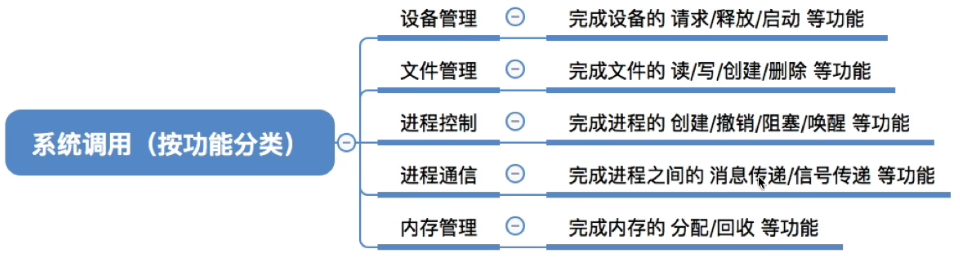 系统调用（按功能分类）
设备管理 完成设备的 请求/释放/启动 等功能
文件管理 完成文件的 读/写/创建/删除 等功能
进程控制 完成进程的 创建/撤销/阻塞/唤醒 等功能
进程通信 完成进程之间的 消息传递/信号传递 等功能
内存管理 完成内存的 分配/回收 等功能